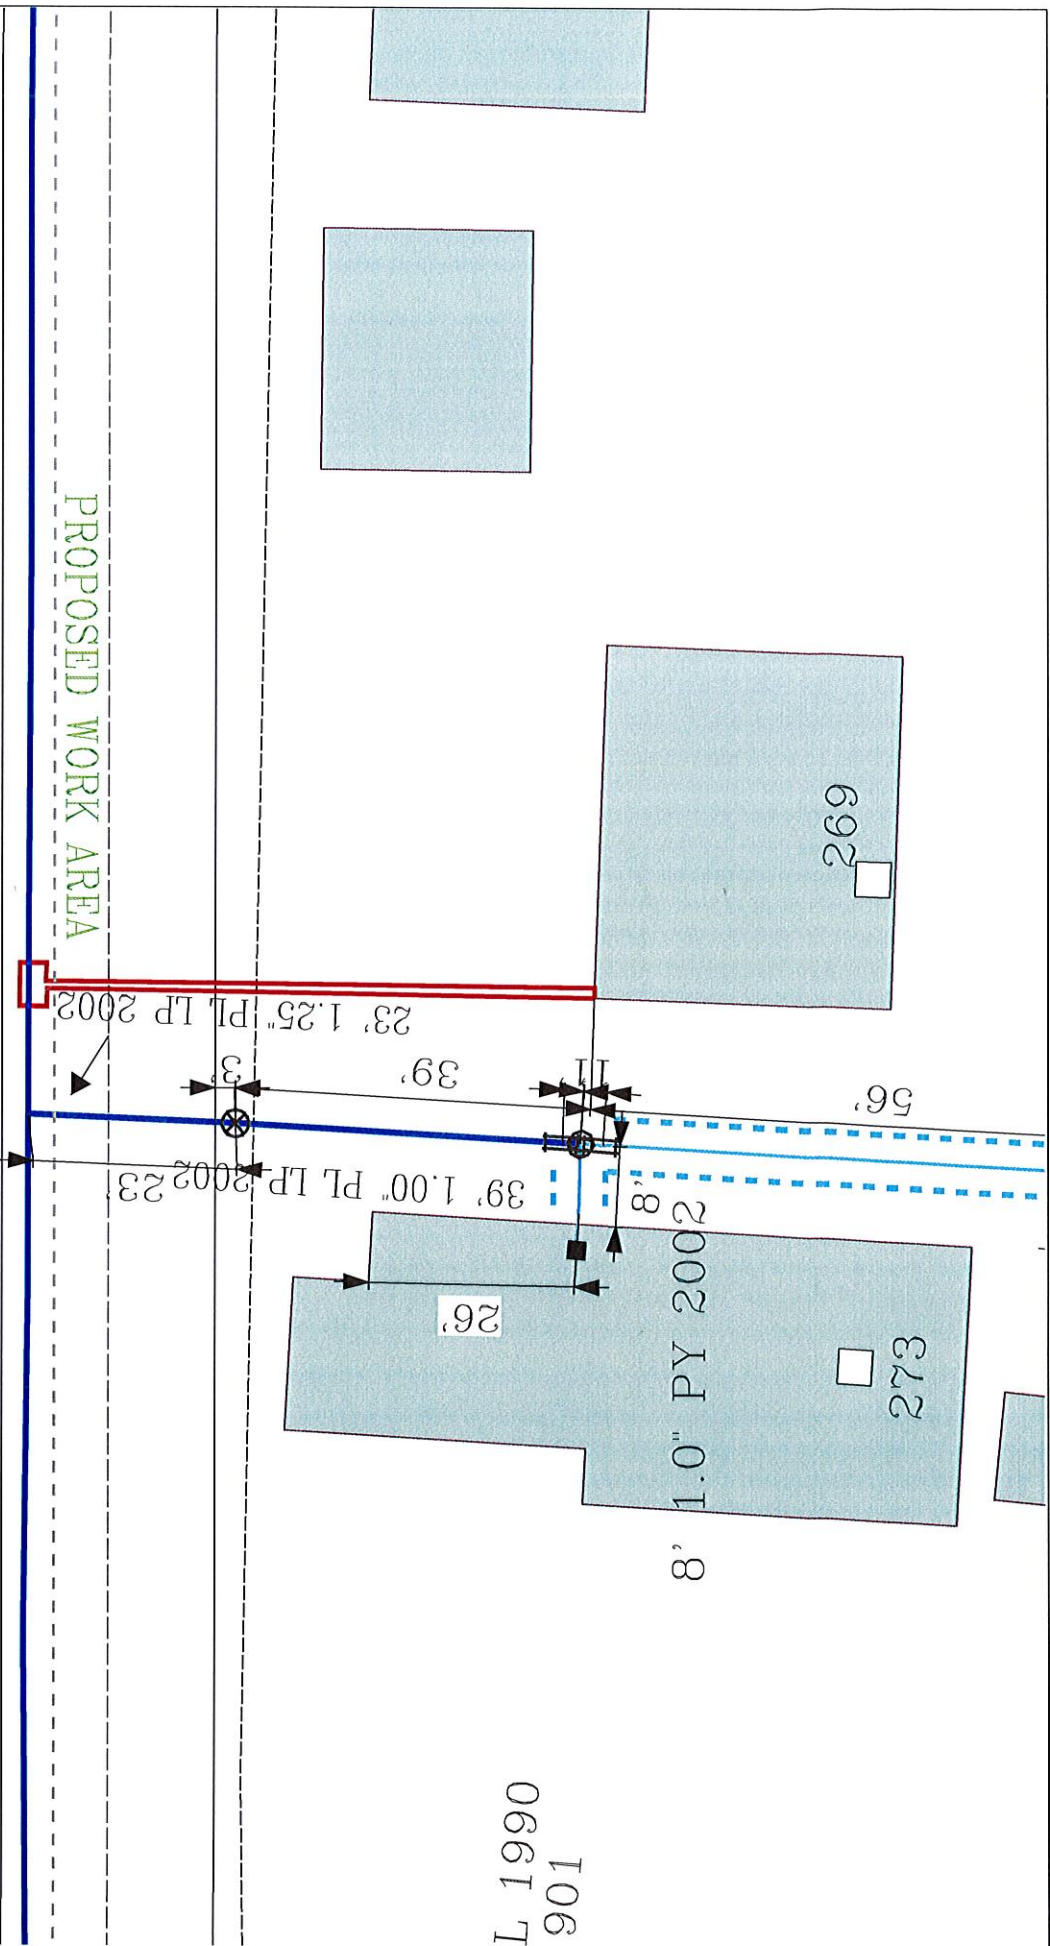 PROPOSED WORK AREA
23' 1.25" PL LP 2002
3'
39'
11'
56'
23'
39' 1.00" PL LP 2002
8'
26'
269
273
8' 1.0" PY 2002
L 1990
901